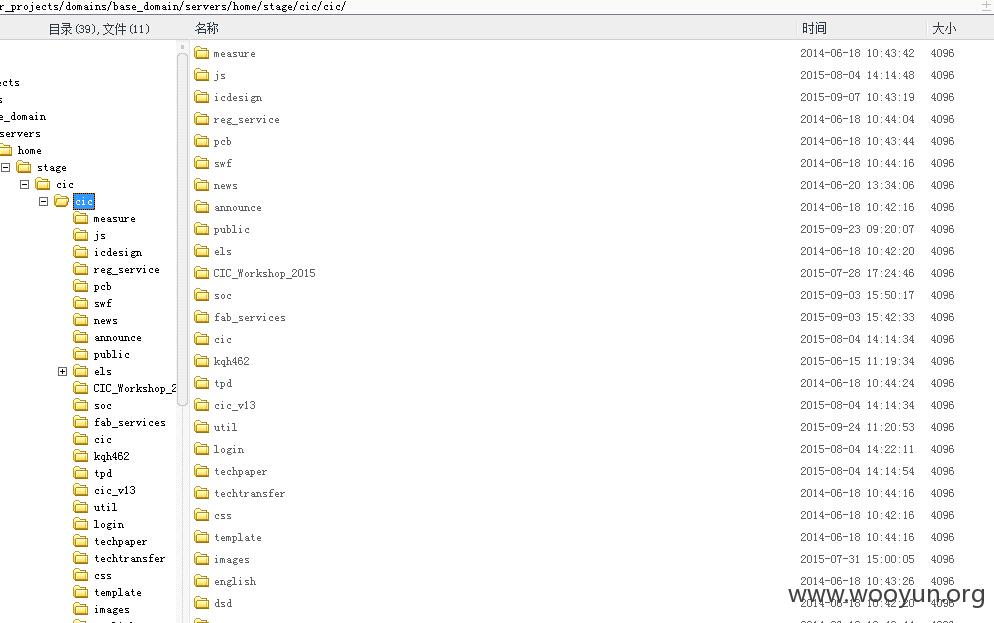 r_projects/domains/base_domain/servers/home/stage/cic/cic/
目录(39),文件(11)
名称
时间
大小
ects
s
e_domain
servers
home
stage
cic
cic
measure
js
icdesign
reg_service
pcb
swf
news
announce
public
els
CIC_Workshop_2
soc
fab_services
cic
kqh462
tpd
cic_v13
util
login
techpaper
techtransfer
css
template
images
measure 2014-06-18 10:43:42 4096
js 2015-08-04 14:14:48 4096
icdesign 2015-09-07 10:43:19 4096
reg_service 2014-06-18 10:44:04 4096
pcb 2014-06-18 10:43:44 4096
swf 2014-06-18 10:44:16 4096
news 2014-06-20 13:34:06 4096
announce 2014-06-18 10:42:16 4096
public 2015-09-23 09:20:07 4096
els 2014-06-18 10:42:20 4096
CIC_Workshop_2015 2015-07-28 17:24:46 4096
soc 2015-09-03 15:50:17 4096
fab_services 2015-09-03 15:42:33 4096
cic 2015-08-04 14:14:34 4096
kqh462 2015-06-15 11:19:34 4096
tpd 2014-06-18 10:44:24 4096
cic_v13 2015-08-04 14:14:34 4096
util 2015-09-24 11:20:53 4096
login 2015-08-04 14:22:11 4096
techpaper 2015-08-04 14:14:54 4096
techtransfer 2014-06-18 10:44:16 4096
css 2014-06-18 10:42:16 4096
template 2014-06-18 10:44:16 4096
images 2015-07-31 15:00:05 4096
english 2014-06-18 10:43:26 4096
dsd 2014-06-18 10:42:20 4096
www.wooyun.org